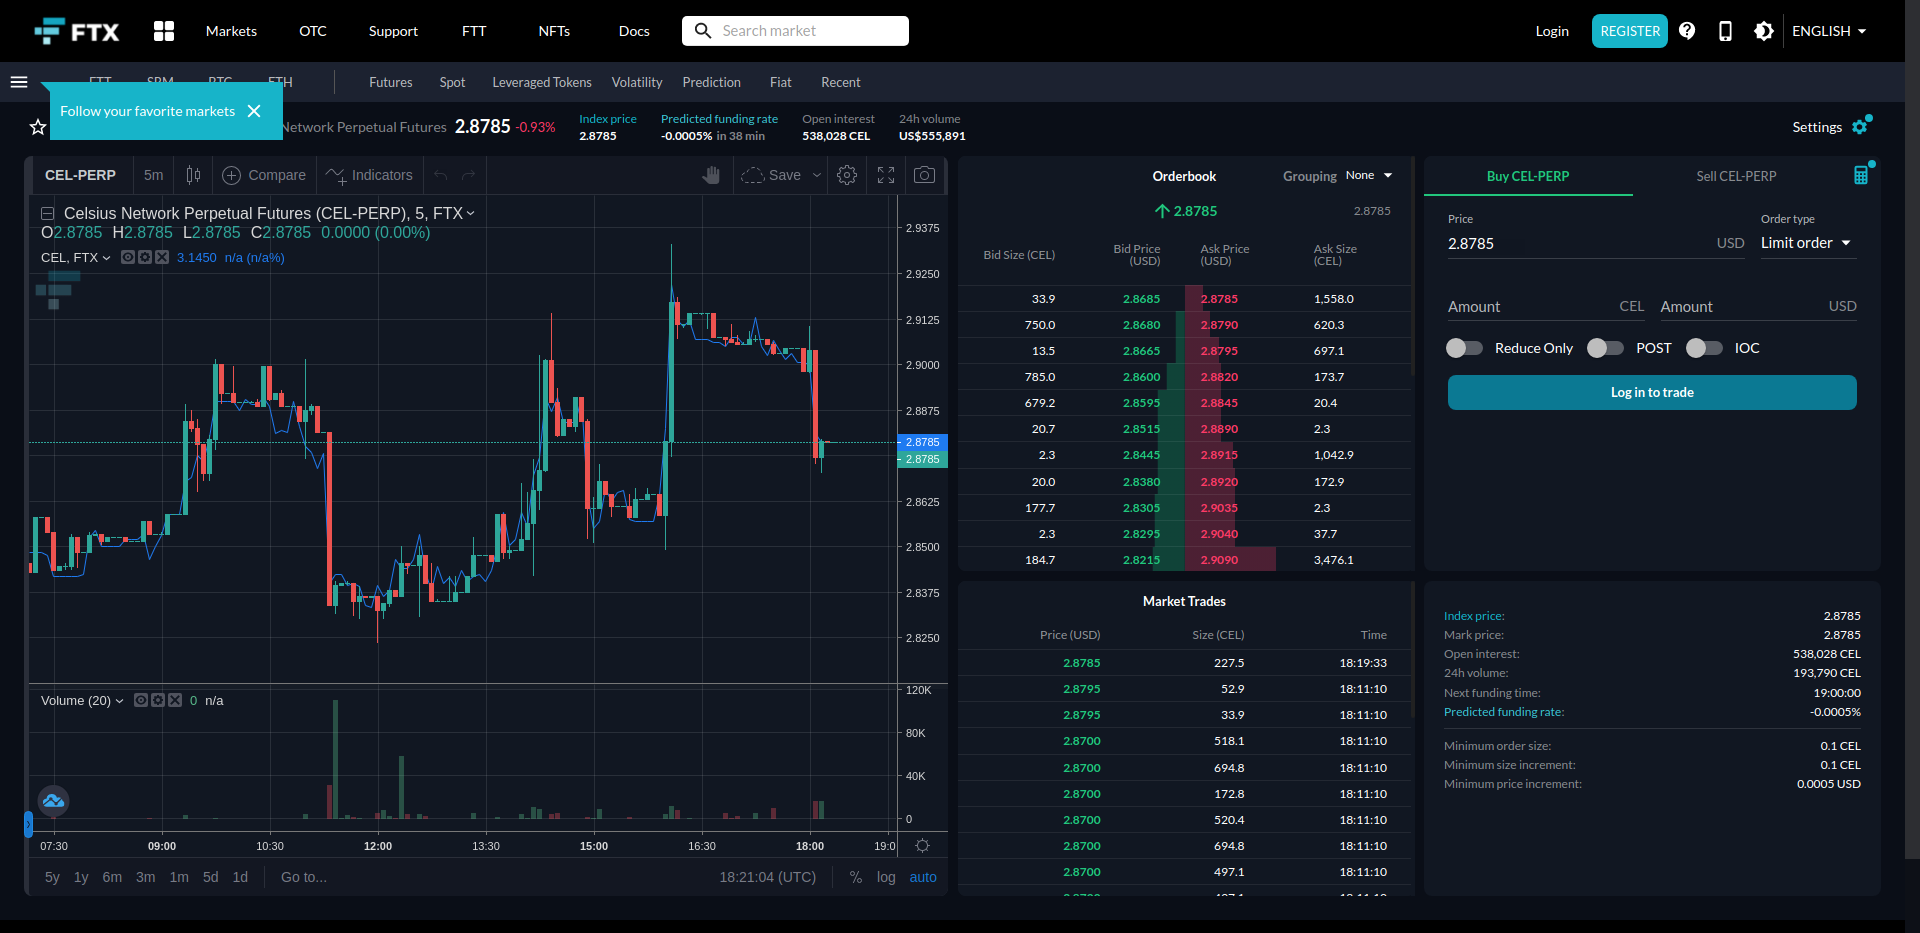 FTX
Markets OTC Support FTT NFTs Docs Search market Login REGISTER ENGLISH
FTT SRM BTC ETH Futures Spot Leveraged Tokens Volatility Prediction Fiat Recent
Follow your favorite markets
Network Perpetual Futures 2.8785 -0.93%
Index price
2.8785
Predicted funding rate
-0.0005% in 38 min
Open interest
538,028 CEL
24h volume
US$555,891
Settings
CEL-PERP 5m Compare Indicators Save
Celsius Network Perpetual Futures (CEL-PERP), 5, FTX
O2.8785 H2.8785 L2.8785 C2.8785 0.0000 (0.00%)
CEL, FTX 3.1450 n/a (n/a%)
2.9375
2.9250
2.9125
2.9000
2.8875
2.8785
2.8785
2.8625
2.8500
2.8375
2.8250
Volume (20) 0 n/a
120K
80K
40K
0
07:30 09:00 10:30 12:00 13:30 15:00 16:30 18:00 19:0
5y 1y 6m 3m 1m 5d 1d Go to... 18:21:04 (UTC) % log auto
Orderbook Grouping None
2.8785 2.8785
Bid Size (CEL) Bid Price (USD) Ask Price (USD) Ask Size (CEL)
33.9 2.8685 2.8785 1,558.0
750.0 2.8680 2.8790 620.3
13.5 2.8665 2.8795 697.1
785.0 2.8600 2.8820 173.7
679.2 2.8595 2.8845 20.4
20.7 2.8515 2.8890 2.3
2.3 2.8445 2.8915 1,042.9
20.0 2.8380 2.8920 172.9
177.7 2.8305 2.9035 2.3
2.3 2.8295 2.9040 37.7
184.7 2.8215 2.9090 3,476.1
Market Trades
Price (USD) Size (CEL) Time
2.8785 227.5 18:19:33
2.8795 52.9 18:11:10
2.8795 33.9 18:11:10
2.8700 518.1 18:11:10
2.8700 694.8 18:11:10
2.8700 172.8 18:11:10
2.8700 520.4 18:11:10
2.8700 694.8 18:11:10
2.8700 497.1 18:11:10
Buy CEL-PERP Sell CEL-PERP
Price Order type
2.8785 USD Limit order
Amount CEL Amount USD
Reduce Only POST IOC
Log in to trade
Index price: 2.8785
Mark price: 2.8785
Open interest: 538,028 CEL
24h volume: 193,790 CEL
Next funding time: 19:00:00
Predicted funding rate: -0.0005%
Minimum order size: 0.1 CEL
Minimum size increment: 0.1 CEL
Minimum price increment: 0.0005 USD